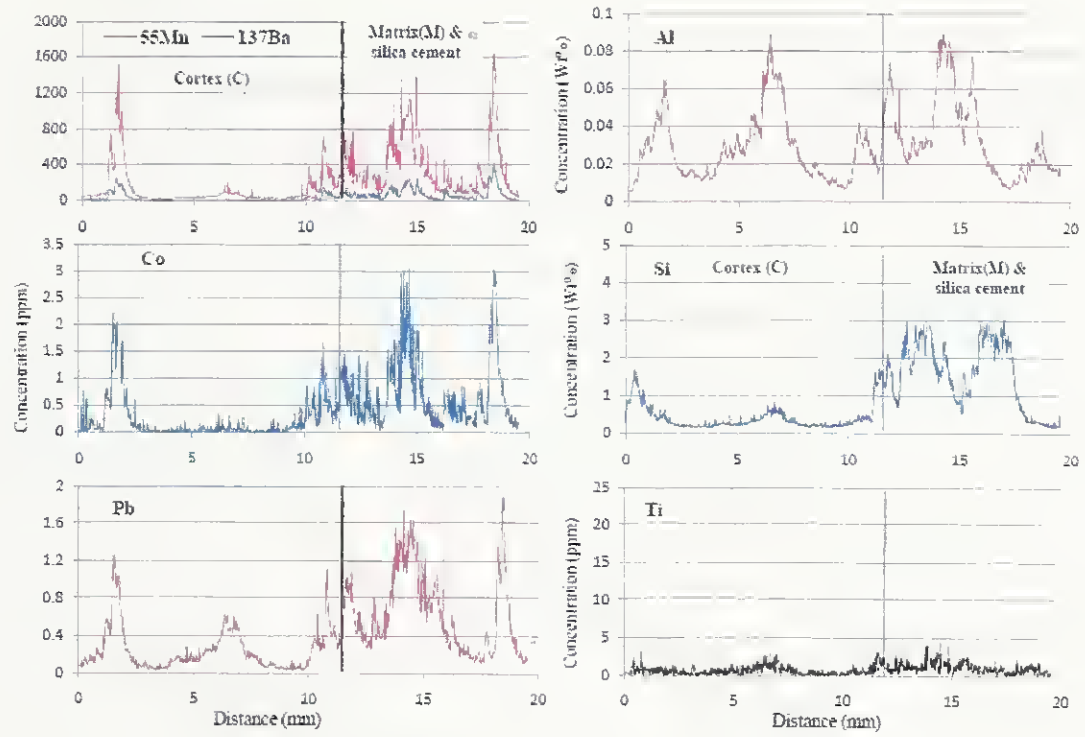 2000
1600
1200
800
400
0
55Mn 137Ba
Cortex (C)
Matrix(M) &
silica cement
0 5 10 15 20
0.1
0.08
0.06
0.04
0.02
0
Al
Concentration (Wt%)
0 5 10 15 20
3.5
3
2.5
2
1.5
1
0.5
0
Co
Concentration (ppm)
0 5 10 15 20
5
4
3
2
1
0
Si Cortex (C) Matrix(M) &
silica cement
Concentration (Wt%)
0 5 10 15 20
2
1.6
1.2
0.8
0.4
0
Pb
0 5 10 15 20
Distance (mm)
25
20
15
10
5
0
Ti
Concentration (ppm)
0 5 10 15 20
Distance (mm)